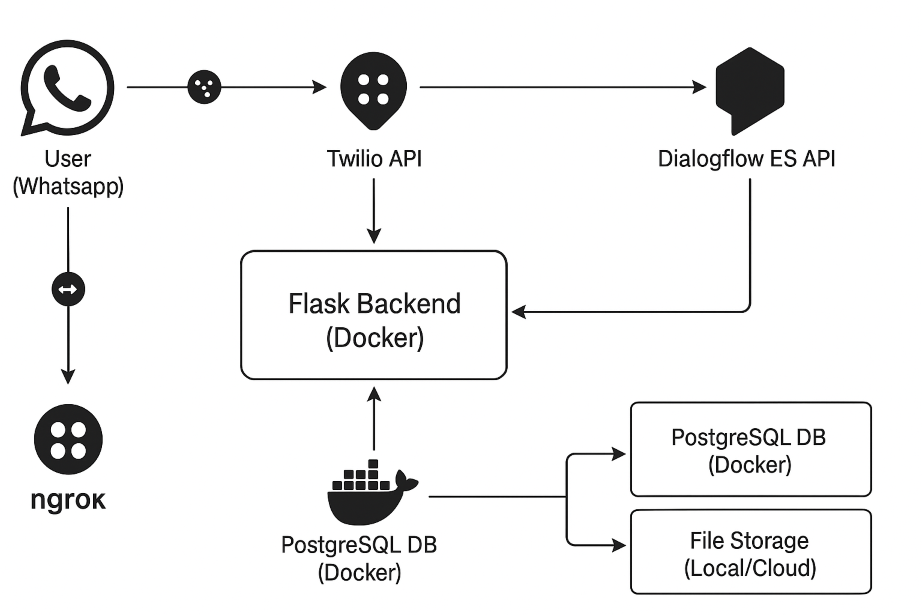 User
(Whatsapp)
Twilio API
Dialogflow ES API
Flask Backend
(Docker)
ngrok
PostgreSQL DB
(Docker)
PostgreSQL DB
(Docker)
File Storage
(Local/Cloud)